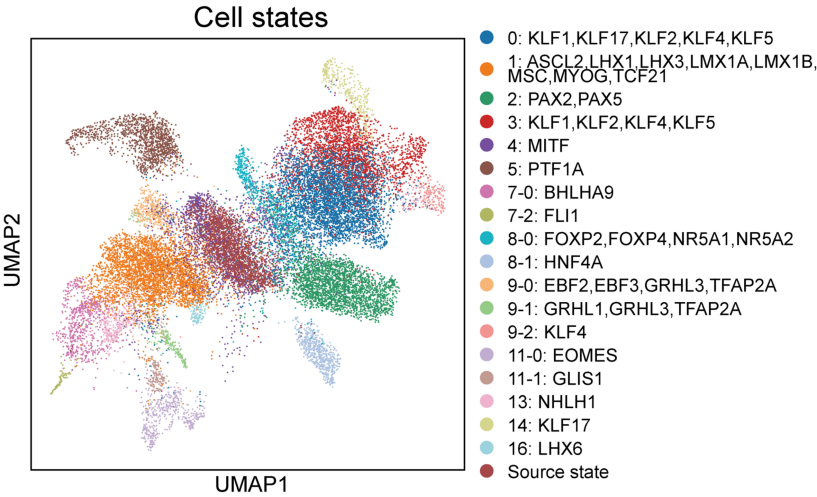 Cell states
UMAP2
UMAP1
0: KLF1,KLF17,KLF2,KLF4,KLF5
1: ASCL2,LHX1,LHX3,LMX1A,LMX1B,
MSC,MYOG,TCF21
2: PAX2,PAX5
3: KLF1,KLF2,KLF4,KLF5
4: MITF
5: PTF1A
7-0: BHLHA9
7-2: FLI1
8-0: FOXP2,FOXP4,NR5A1,NR5A2
8-1: HNF4A
9-0: EBF2,EBF3,GRHL3,TFAP2A
9-1: GRHL1,GRHL3,TFAP2A
9-2: KLF4
11-0: EOMES
11-1: GLIS1
13: NHLH1
14: KLF17
16: LHX6
Source state